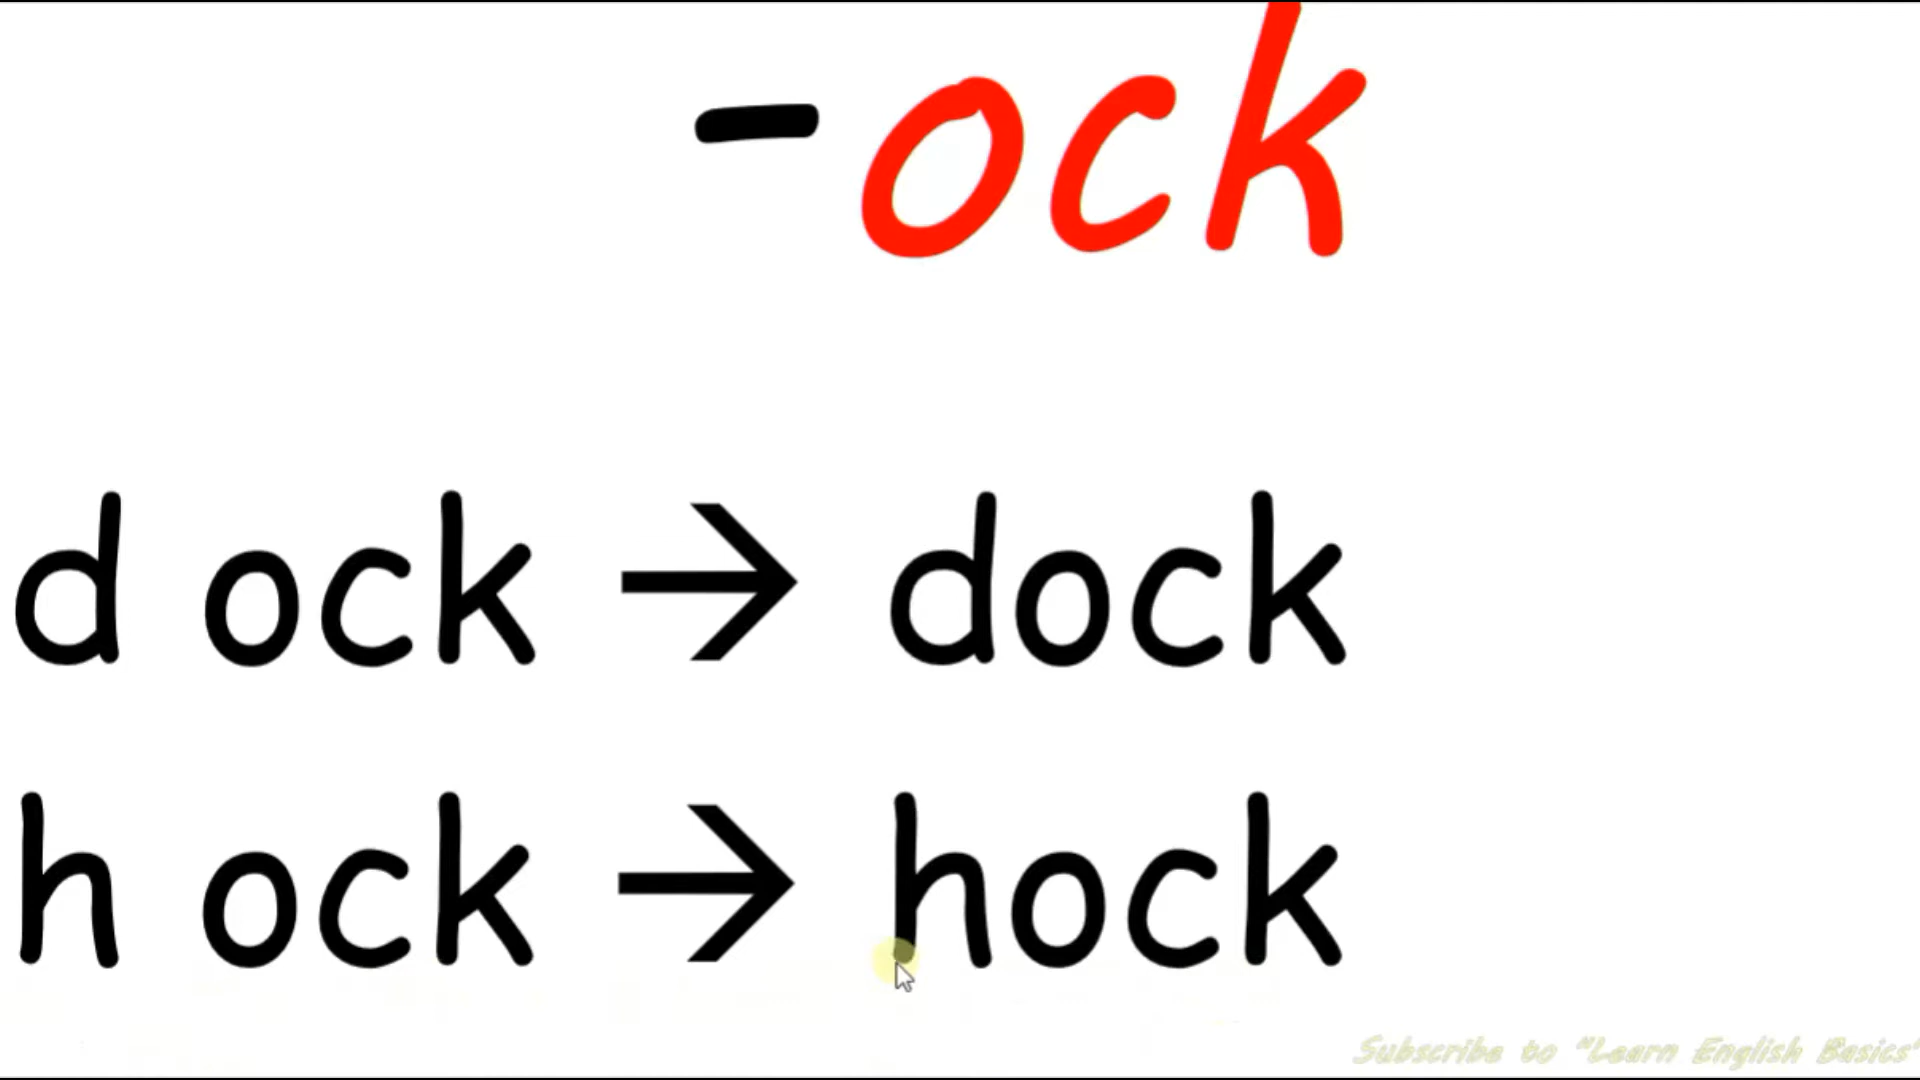 -ock
d ock → dock
h ock → hock
Subscribe to "Learn English Basics"